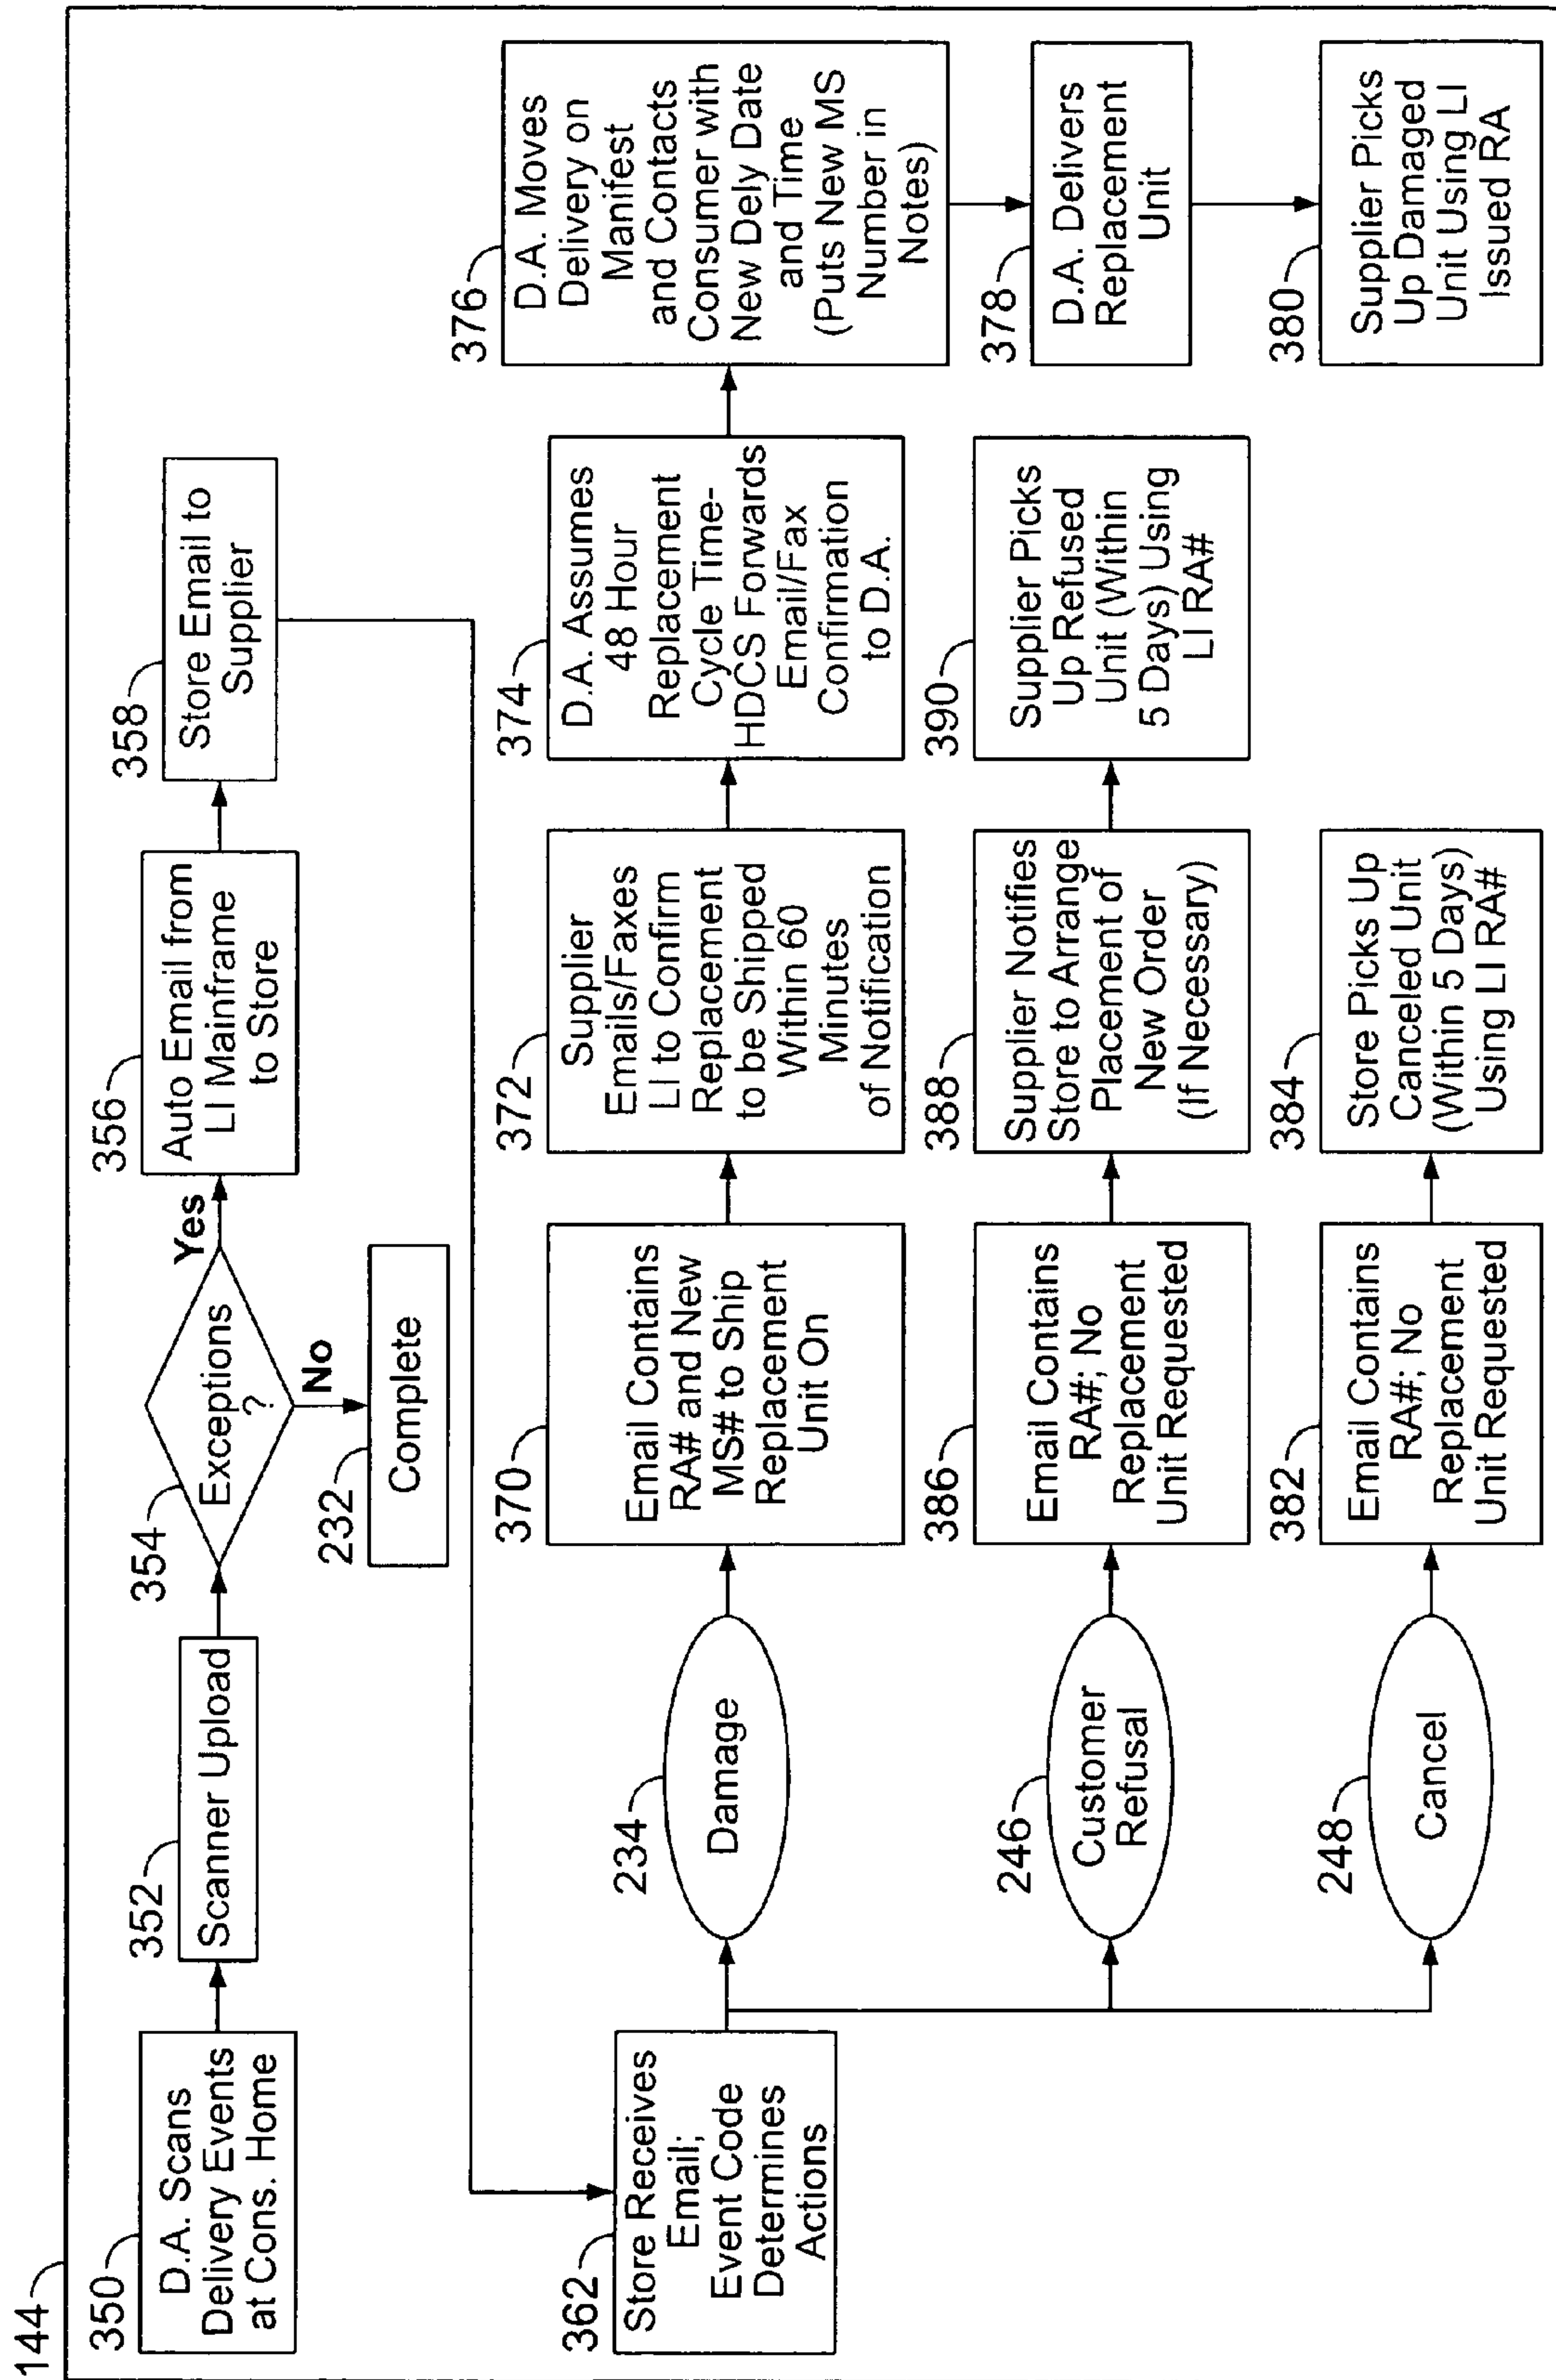 144
350
D.A. Scans
Delivery Events
at Cons. Home
352
Scanner Upload
354
Exceptions
?
Yes
No
232
Complete
356
Auto Email from
LI Mainframe
to Store
358
Store Email to
Supplier
362
Store Receives
Email;
Event Code
Determines
Actions
234
Damage
370
Email Contains
RA# and New
MS# to Ship
Replacement
Unit On
372
Supplier
Emails/Faxes
LI to Confirm
Replacement
to be Shipped
Within 60
Minutes
of Notification
374
D.A. Assumes
48 Hour
Replacement
Cycle Time-
HDCS Forwards
Email/Fax
Confirmation
to D.A.
376
D.A. Moves
Delivery on
Manifest
and Contacts
Consumer with
New Dely Date
and Time
(Puts New MS
Number in
Notes)
378
D.A. Delivers
Replacement
Unit
380
Supplier Picks
Up Damaged
Unit Using LI
Issued RA
246
Customer
Refusal
386
Email Contains
RA#; No
Replacement
Unit Requested
388
Supplier Notifies
Store to Arrange
Placement of
New Order
(If Necessary)
390
Supplier Picks
Up Refused
Unit (Within
5 Days) Using
LI RA#
248
Cancel
382
Email Contains
RA#; No
Replacement
Unit Requested
384
Store Picks Up
Canceled Unit
(Within 5 Days)
Using LI RA#